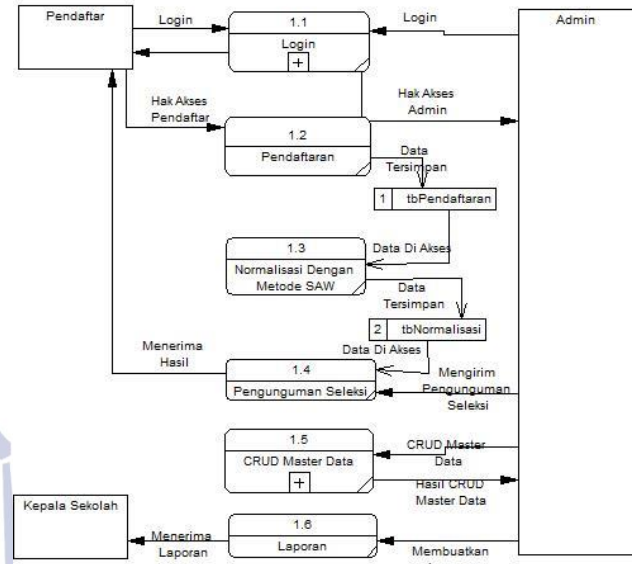 Pendaftar
Login
1.1
Login
Login
Admin
Hak Akses
Pendaftar
Hak Akses
Admin
1.2
Pendaftaran
Data
Tersimpan
1 tbPendaftaran
Data Di Akses
1.3
Normalisasi Dengan
Metode SAW
Data
Tersimpan
2 tbNormalisasi
Data Di Akses
Menerima
Hasil
1.4
Pengunguman Seleksi
Mengirim
Pengunguman
Seleksi
1.5
CRUD Master Data
CRUD Master
Data
Hasil CRUD
Master Data
Kepala Sekolah
1.6
Laporan
Menerima
Laporan
Membuatkan